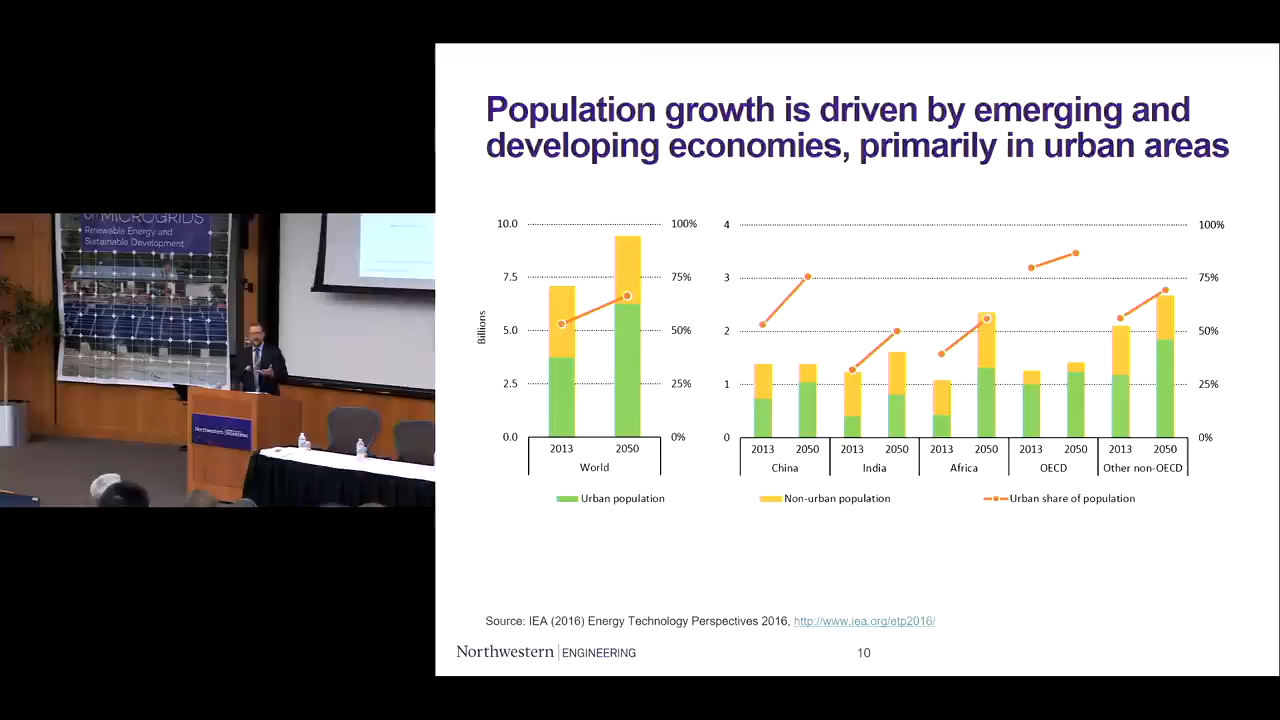 Population growth is driven by emerging and
developing economies, primarily in urban areas
on MICROGRIDS
Renewable Energy and
Sustainable Development
Northwestern ENGINEERING
10.0
7.5
5.0
2.5
0.0
Billions
100%
75%
50%
25%
0%
2013 2050
World
4
3
2
1
0
100%
75%
50%
25%
0%
2013 2050 2013 2050 2013 2050 2013 2050 2013 2050
China India Africa OECD Other non-OECD
Urban population Non-urban population Urban share of population
Source: IEA (2016) Energy Technology Perspectives 2016, http://www.iea.org/etp2016/
Northwestern | ENGINEERING 10